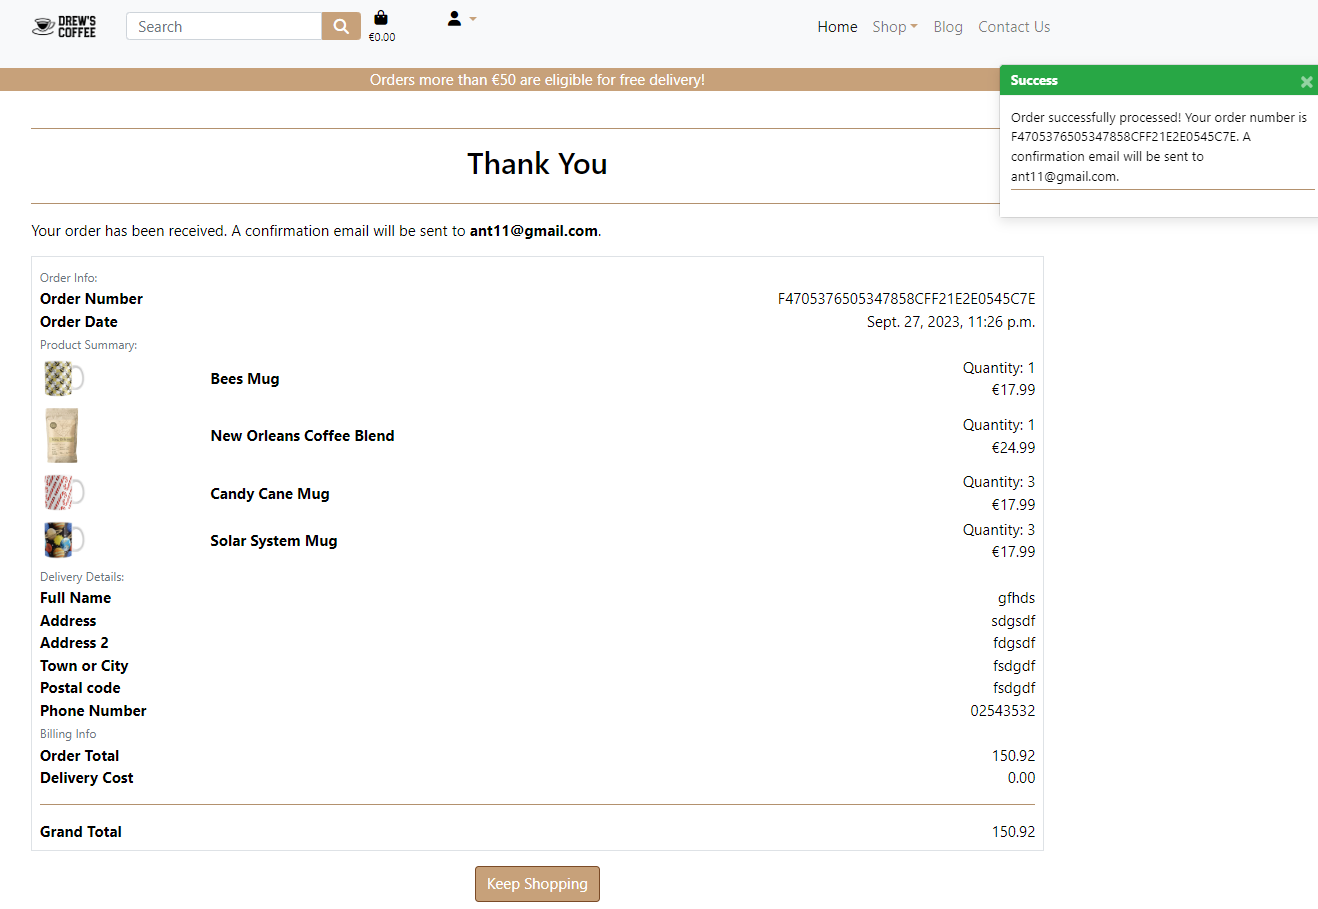 DREW'S
COFFEE
Search
€0.00
Home
Shop
Blog
Contact Us
Orders more than €50 are eligible for free delivery!
Success
Order successfully processed! Your order number is
F4705376505347858CFF21E2E0545C7E. A
confirmation email will be sent to
ant11@gmail.com.
Thank You
Your order has been received. A confirmation email will be sent to ant11@gmail.com.
Order Info:
Order Number F4705376505347858CFF21E2E0545C7E
Order Date Sept. 27, 2023, 11:26 p.m.
Product Summary:
Bees Mug
Quantity: 1
€17.99
New Orleans Coffee Blend
Quantity: 1
€24.99
Candy Cane Mug
Quantity: 3
€17.99
Solar System Mug
Quantity: 3
€17.99
Delivery Details:
Full Name gfhds
Address sdgsdf
Address 2 fdgsdf
Town or City fsdgdf
Postal code fsdgdf
Phone Number 02543532
Billing Info
Order Total 150.92
Delivery Cost 0.00
Grand Total 150.92
Keep Shopping